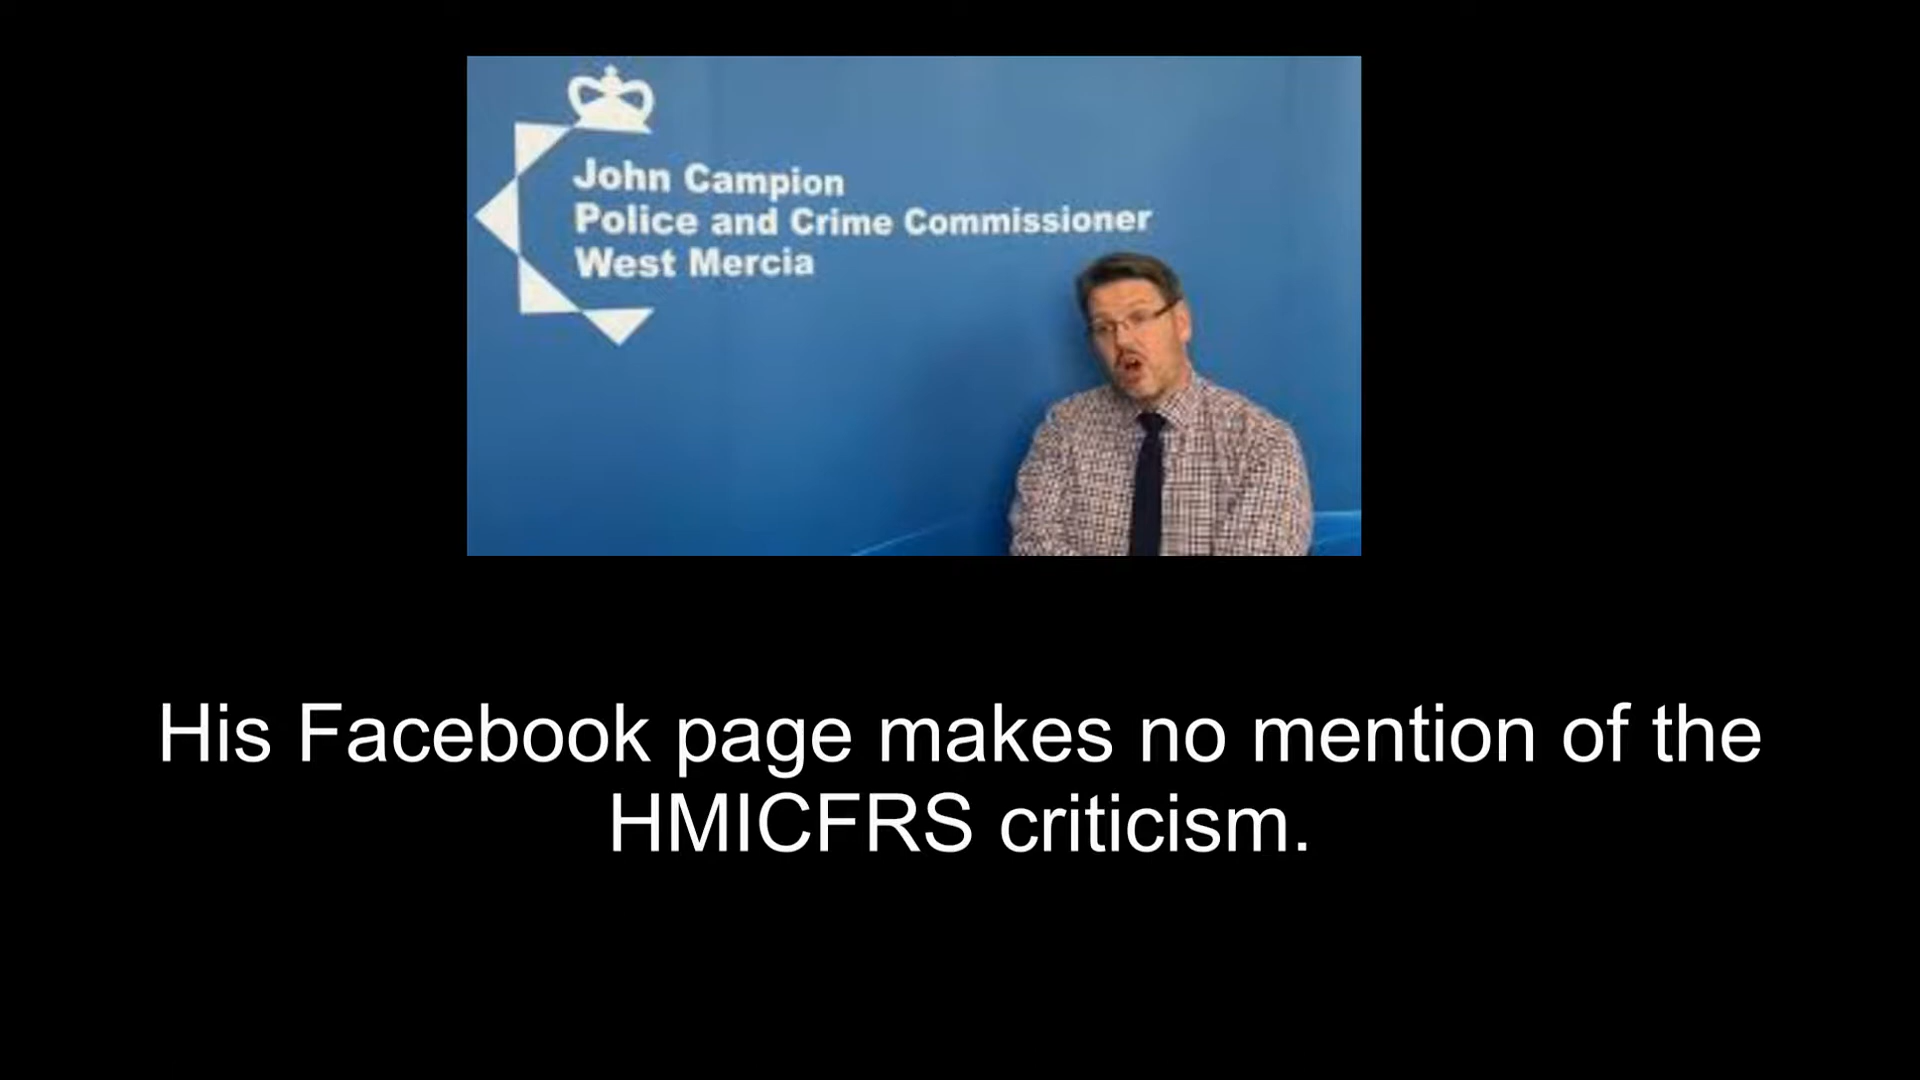 John Campion
Police and Crime Commissioner
West Mercia
His Facebook page makes no mention of the
HMICFRS criticism.